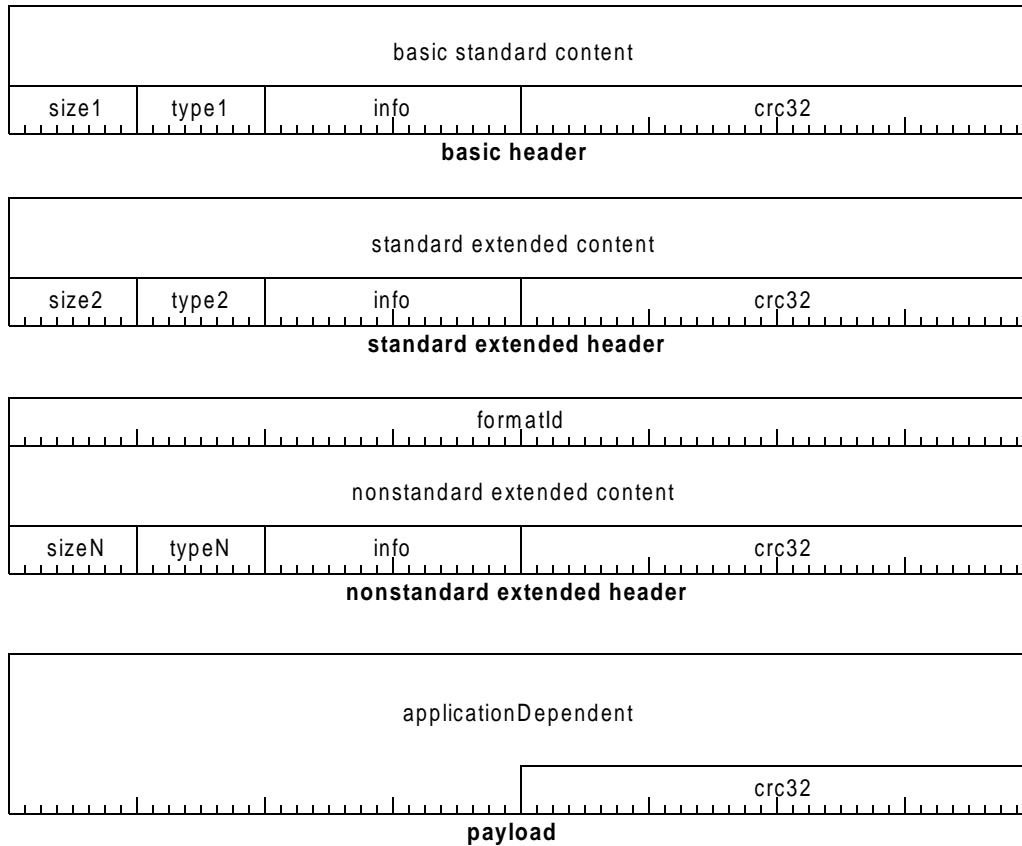 basic standard content
size1 type1 info crc32
basic header
standard extended content
size2 type2 info crc32
standard extended header
formatId
nonstandard extended content
sizeN typeN info crc32
nonstandard extended header
applicationDependent
crc32
payload